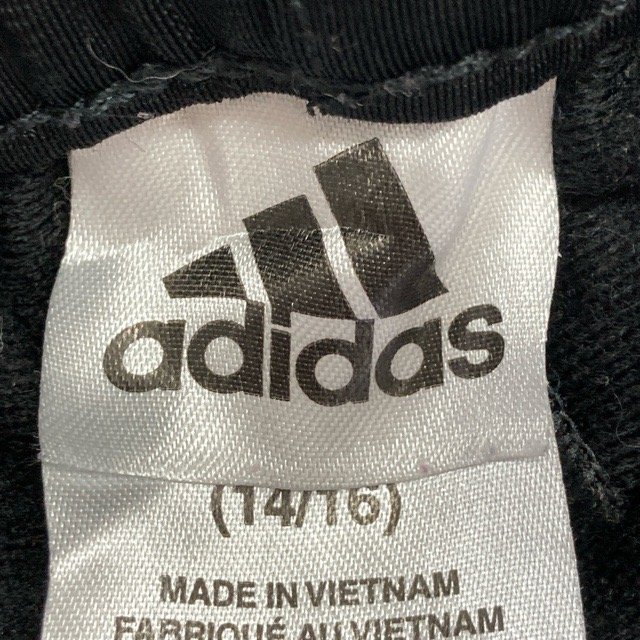 adidas
(14/16)
MADE IN VIETNAM
FABRIQUÉ AU VIETNAM